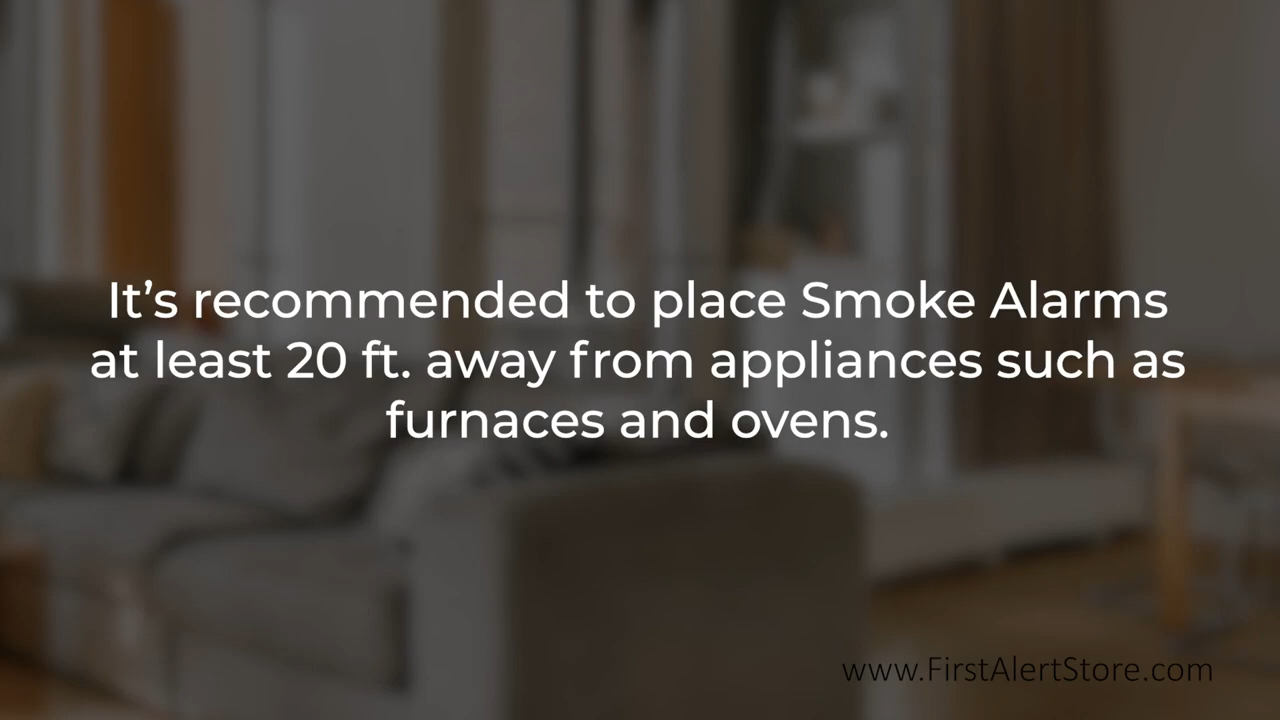 It’s recommended to place Smoke Alarms
at least 20 ft. away from appliances such as
furnaces and ovens.
www.FirstAlertStore.com